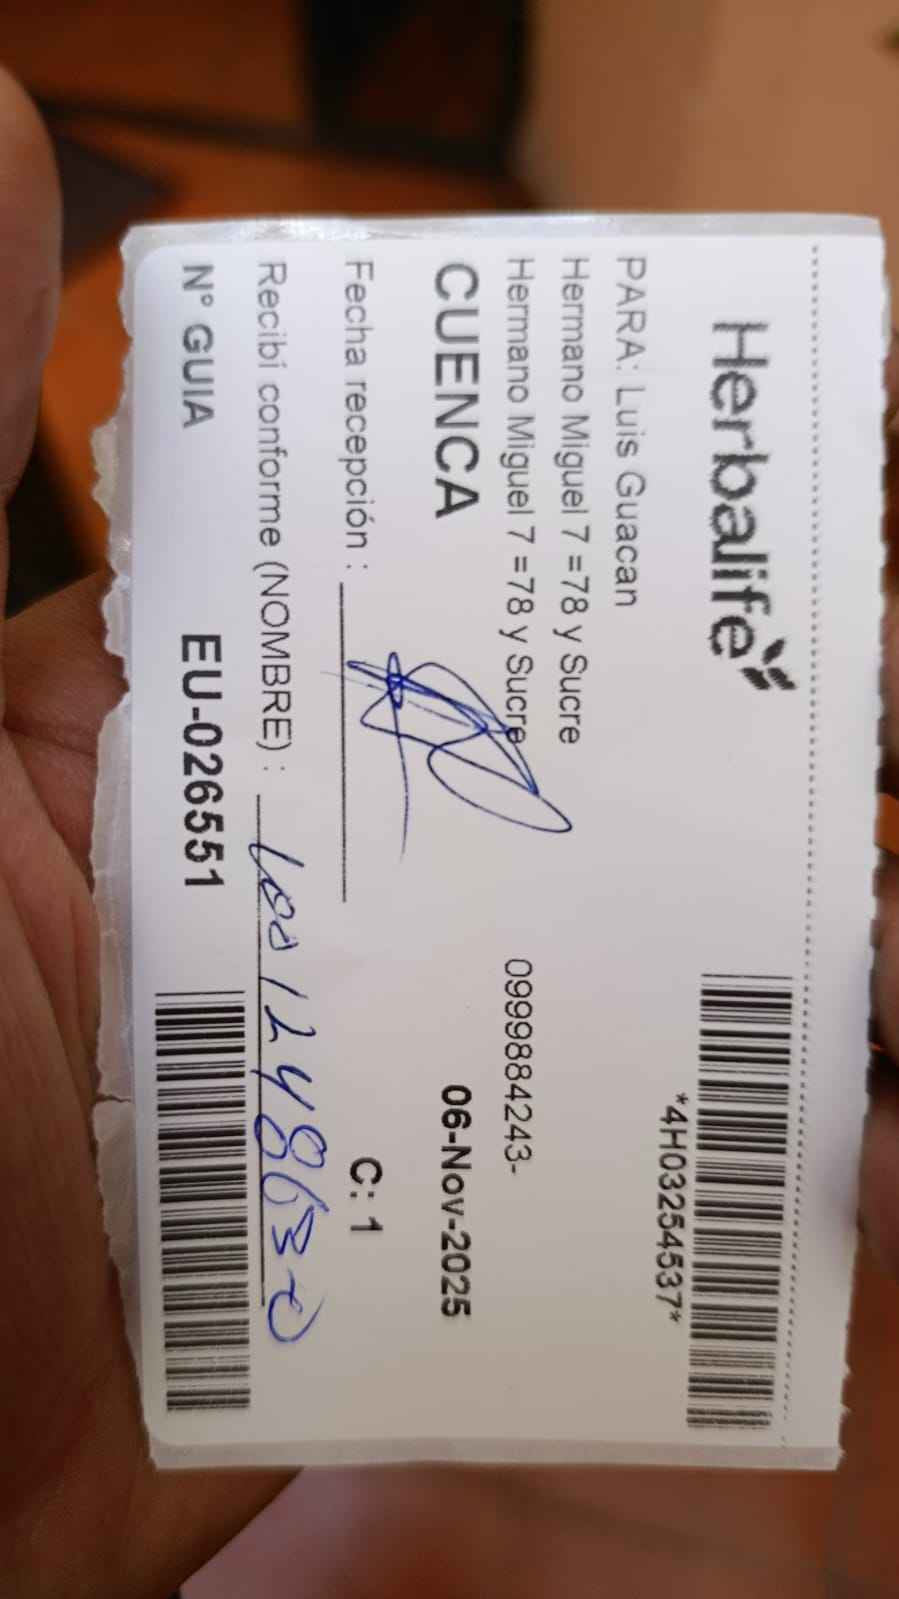 Herbalife
*4H03254537*
PARA: Luis Guacan
Hermano Miguel 7 =78 y Sucre
Hermano Miguel 7 =78 y Sucre 0999884243-
CUENCA 06-Nov-2025
Fecha recepción : C: 1
Recibí conforme (NOMBRE) :
N° GUIA EU-026551